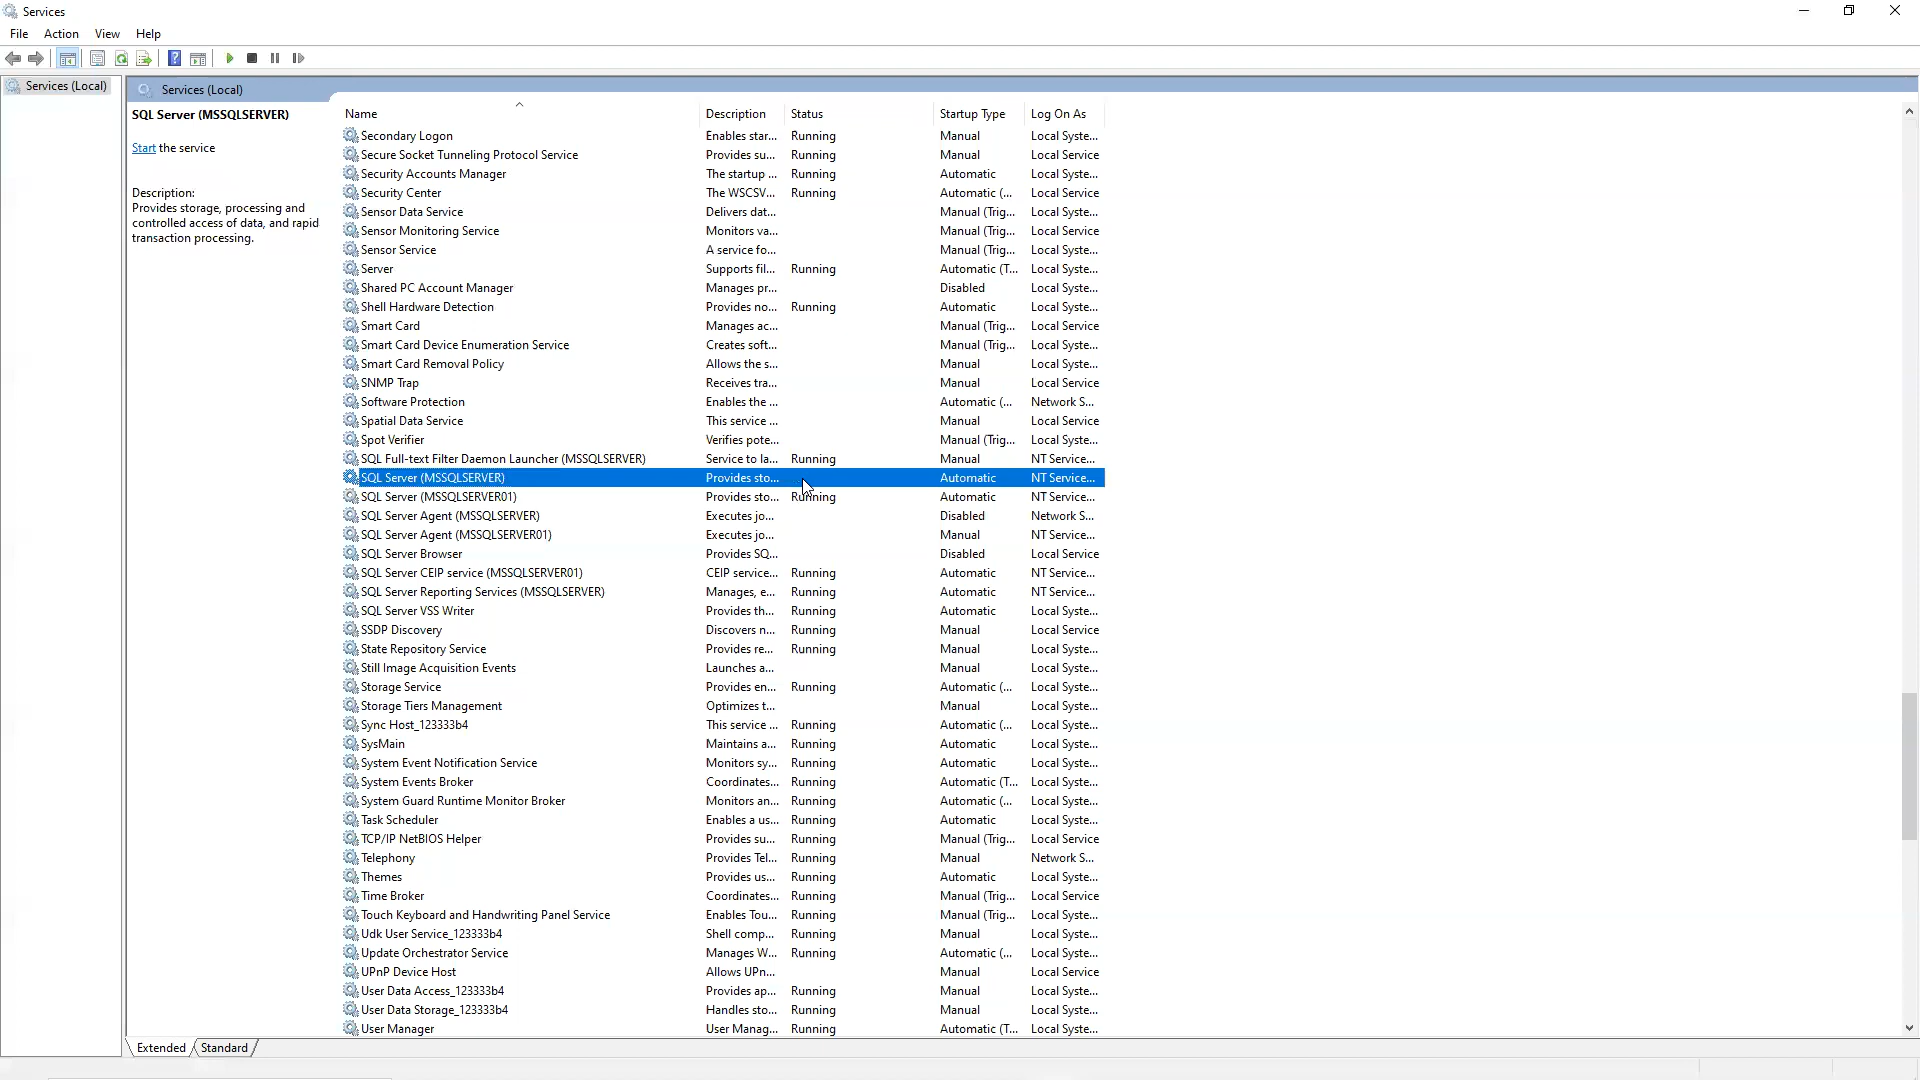 Services
File Action View Help
Services (Local)
Services (Local)
SQL Server (MSSQLSERVER)
Start the service
Description:
Provides storage, processing and
controlled access of data, and rapid
transaction processing.
Name Description Status Startup Type Log On As
Secondary Logon Enables star... Running Manual Local Syste...
Secure Socket Tunneling Protocol Service Provides su... Running Manual Local Service
Security Accounts Manager The startup ... Running Automatic Local Syste...
Security Center The WSCSV... Running Automatic (... Local Service
Sensor Data Service Delivers dat... Manual (Trig... Local Syste...
Sensor Monitoring Service Monitors va... Manual (Trig... Local Service
Sensor Service A service fo... Manual (Trig... Local Syste...
Server Supports fil... Running Automatic (T... Local Syste...
Shared PC Account Manager Manages pr... Disabled Local Syste...
Shell Hardware Detection Provides no... Running Automatic Local Syste...
Smart Card Manages ac... Manual (Trig... Local Service
Smart Card Device Enumeration Service Creates soft... Manual (Trig... Local Syste...
Smart Card Removal Policy Allows the s... Manual Local Syste...
SNMP Trap Receives tra... Manual Local Service
Software Protection Enables the ... Automatic (... Network S...
Spatial Data Service This service ... Manual Local Service
Spot Verifier Verifies pote... Manual (Trig... Local Syste...
SQL Full-text Filter Daemon Launcher (MSSQLSERVER) Service to la... Running Manual NT Service...
SQL Server (MSSQLSERVER) Provides sto... Automatic NT Service...
SQL Server (MSSQLSERVER01) Provides sto... Running Automatic NT Service...
SQL Server Agent (MSSQLSERVER) Executes jo... Disabled Network S...
SQL Server Agent (MSSQLSERVER01) Executes jo... Manual NT Service...
SQL Server Browser Provides SQ... Disabled Local Service
SQL Server CEIP service (MSSQLSERVER01) CEIP service... Running Automatic NT Service...
SQL Server Reporting Services (MSSQLSERVER) Manages, e... Running Automatic NT Service...
SQL Server VSS Writer Provides th... Running Automatic Local Syste...
SSDP Discovery Discovers n... Running Manual Local Service
State Repository Service Provides re... Running Manual Local Syste...
Still Image Acquisition Events Launches a... Manual Local Syste...
Storage Service Provides en... Running Automatic (... Local Syste...
Storage Tiers Management Optimizes t... Manual Local Syste...
Sync Host_123333b4 This service ... Running Automatic (... Local Syste...
SysMain Maintains a... Running Automatic Local Syste...
System Event Notification Service Monitors sy... Running Automatic Local Syste...
System Events Broker Coordinates... Running Automatic (T... Local Syste...
System Guard Runtime Monitor Broker Monitors an... Running Automatic (... Local Syste...
Task Scheduler Enables a us... Running Automatic Local Syste...
TCP/IP NetBIOS Helper Provides su... Running Manual (Trig... Local Service
Telephony Provides Tel... Running Manual Network S...
Themes Provides us... Running Automatic Local Syste...
Time Broker Coordinates... Running Manual (Trig... Local Service
Touch Keyboard and Handwriting Panel Service Enables Tou... Running Manual (Trig... Local Syste...
Udk User Service_123333b4 Shell comp... Running Manual Local Syste...
Update Orchestrator Service Manages W... Running Automatic (... Local Syste...
UPnP Device Host Allows UPn... Manual Local Service
User Data Access_123333b4 Provides ap... Running Manual Local Syste...
User Data Storage_123333b4 Handles sto... Running Manual Local Syste...
User Manager User Manag... Running Automatic (T... Local Syste...
Extended Standard